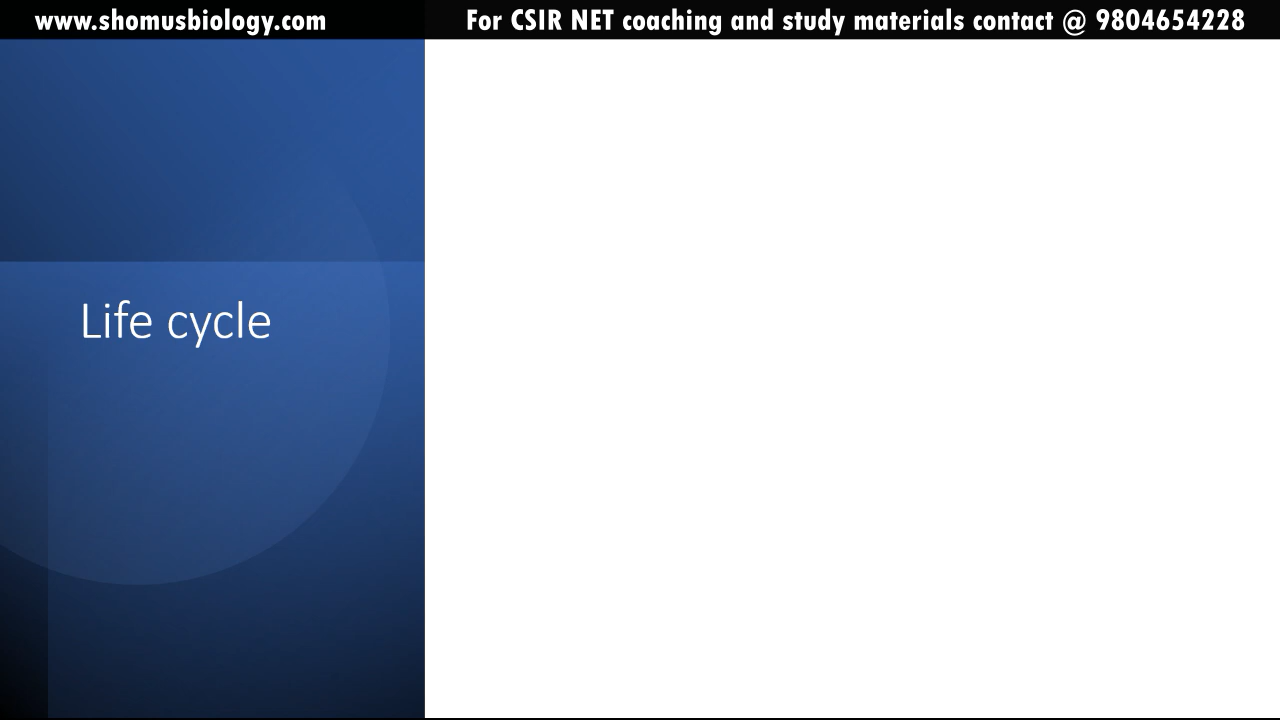 www.shomusbiology.com
For CSIR NET coaching and study materials contact @ 9804654228
Life cycle